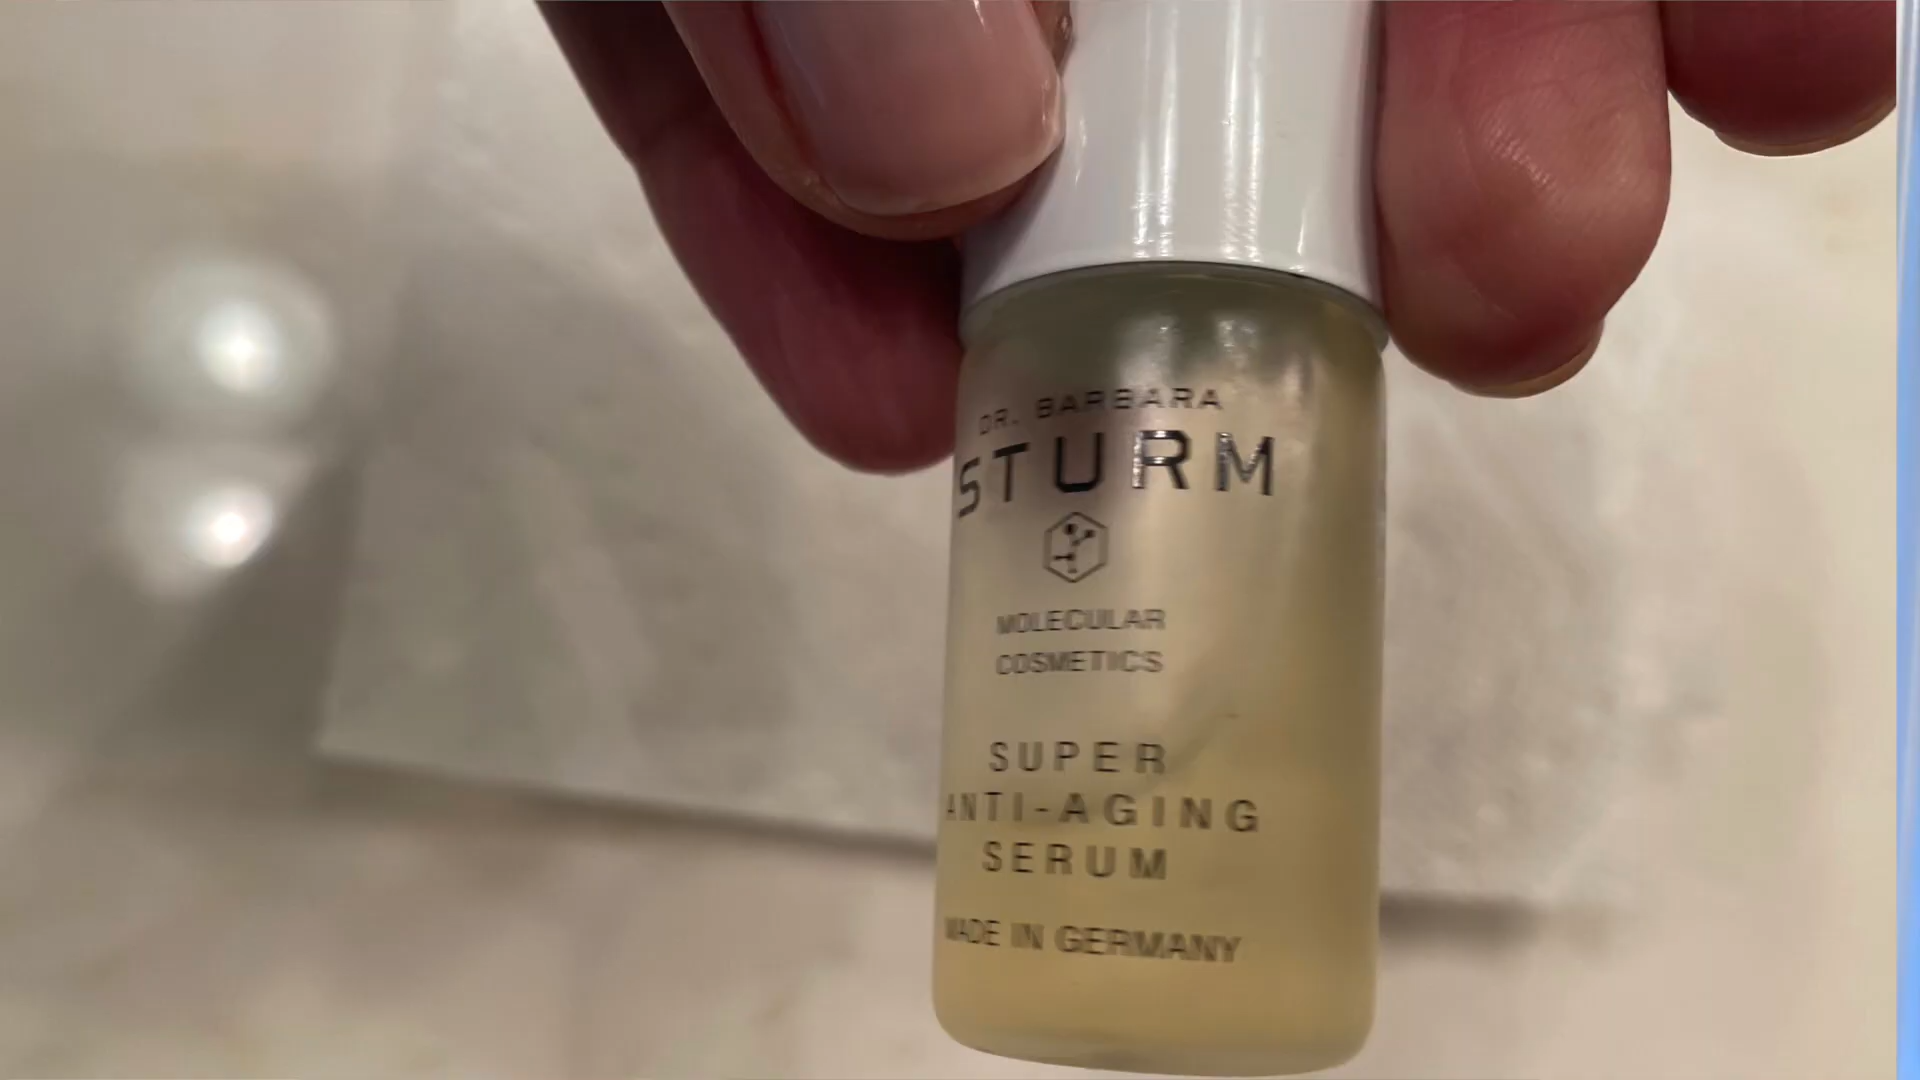 DR. BARBARA
STURM
MOLECULAR
COSMETICS
SUPER
ANTI-AGING
SERUM
MADE IN GERMANY